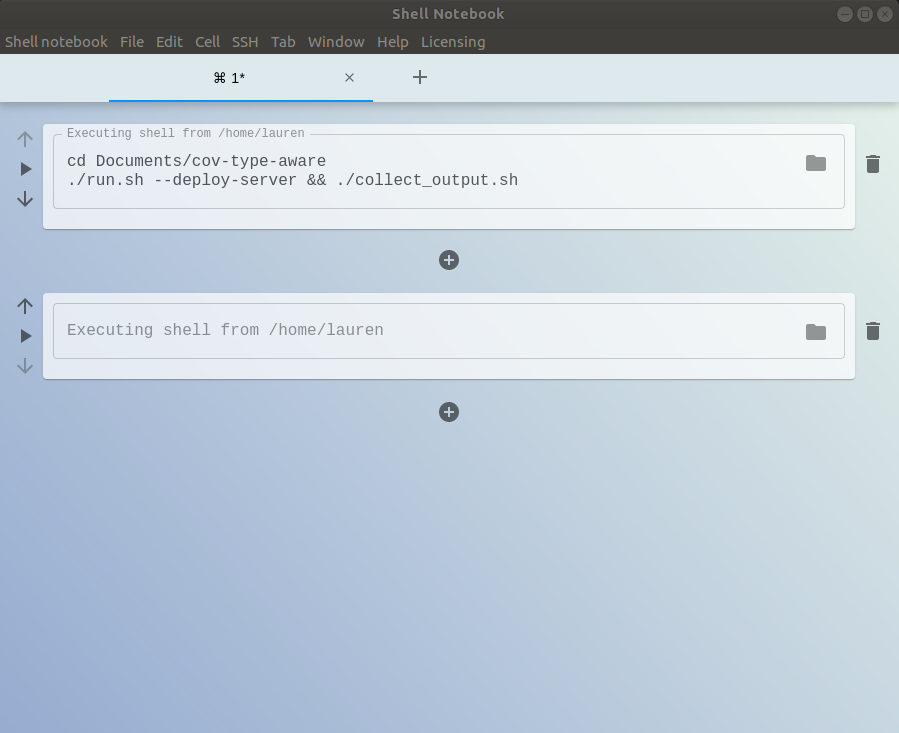 Shell Notebook
Shell notebook File Edit Cell SSH Tab Window Help Licensing
⌘ 1*
Executing shell from /home/lauren
cd Documents/cov-type-aware
./run.sh --deploy-server && ./collect_output.sh
Executing shell from /home/lauren